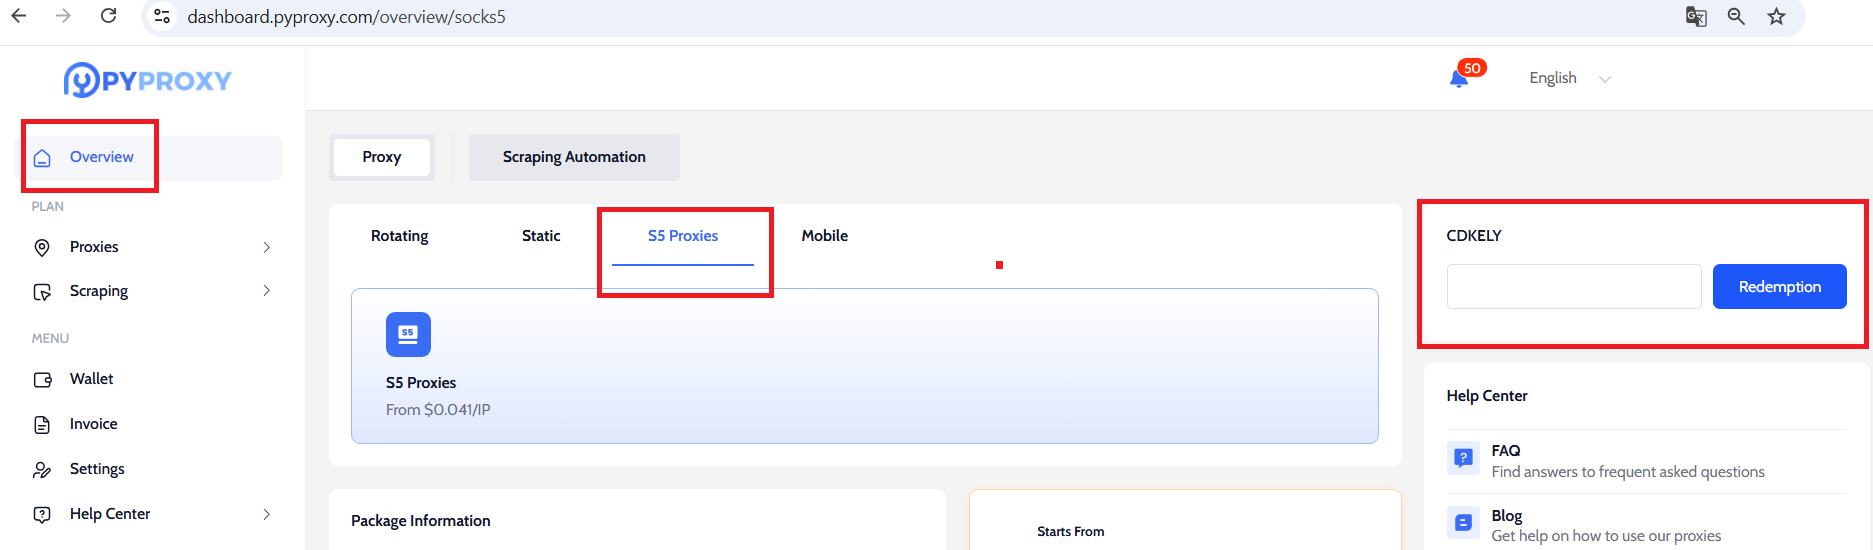 dashboard.pyproxy.com/overview/socks5
PYPROXY
50
English
Overview
PLAN
Proxies
Scraping
MENU
Wallet
Invoice
Settings
Help Center
Proxy
Scraping Automation
Rotating
Static
S5 Proxies
Mobile
S5
S5 Proxies
From $0.041/IP
Package Information
Starts From
CDKELY
Redemption
Help Center
FAQ
Find answers to frequent asked questions
Blog
Get help on how to use our proxies